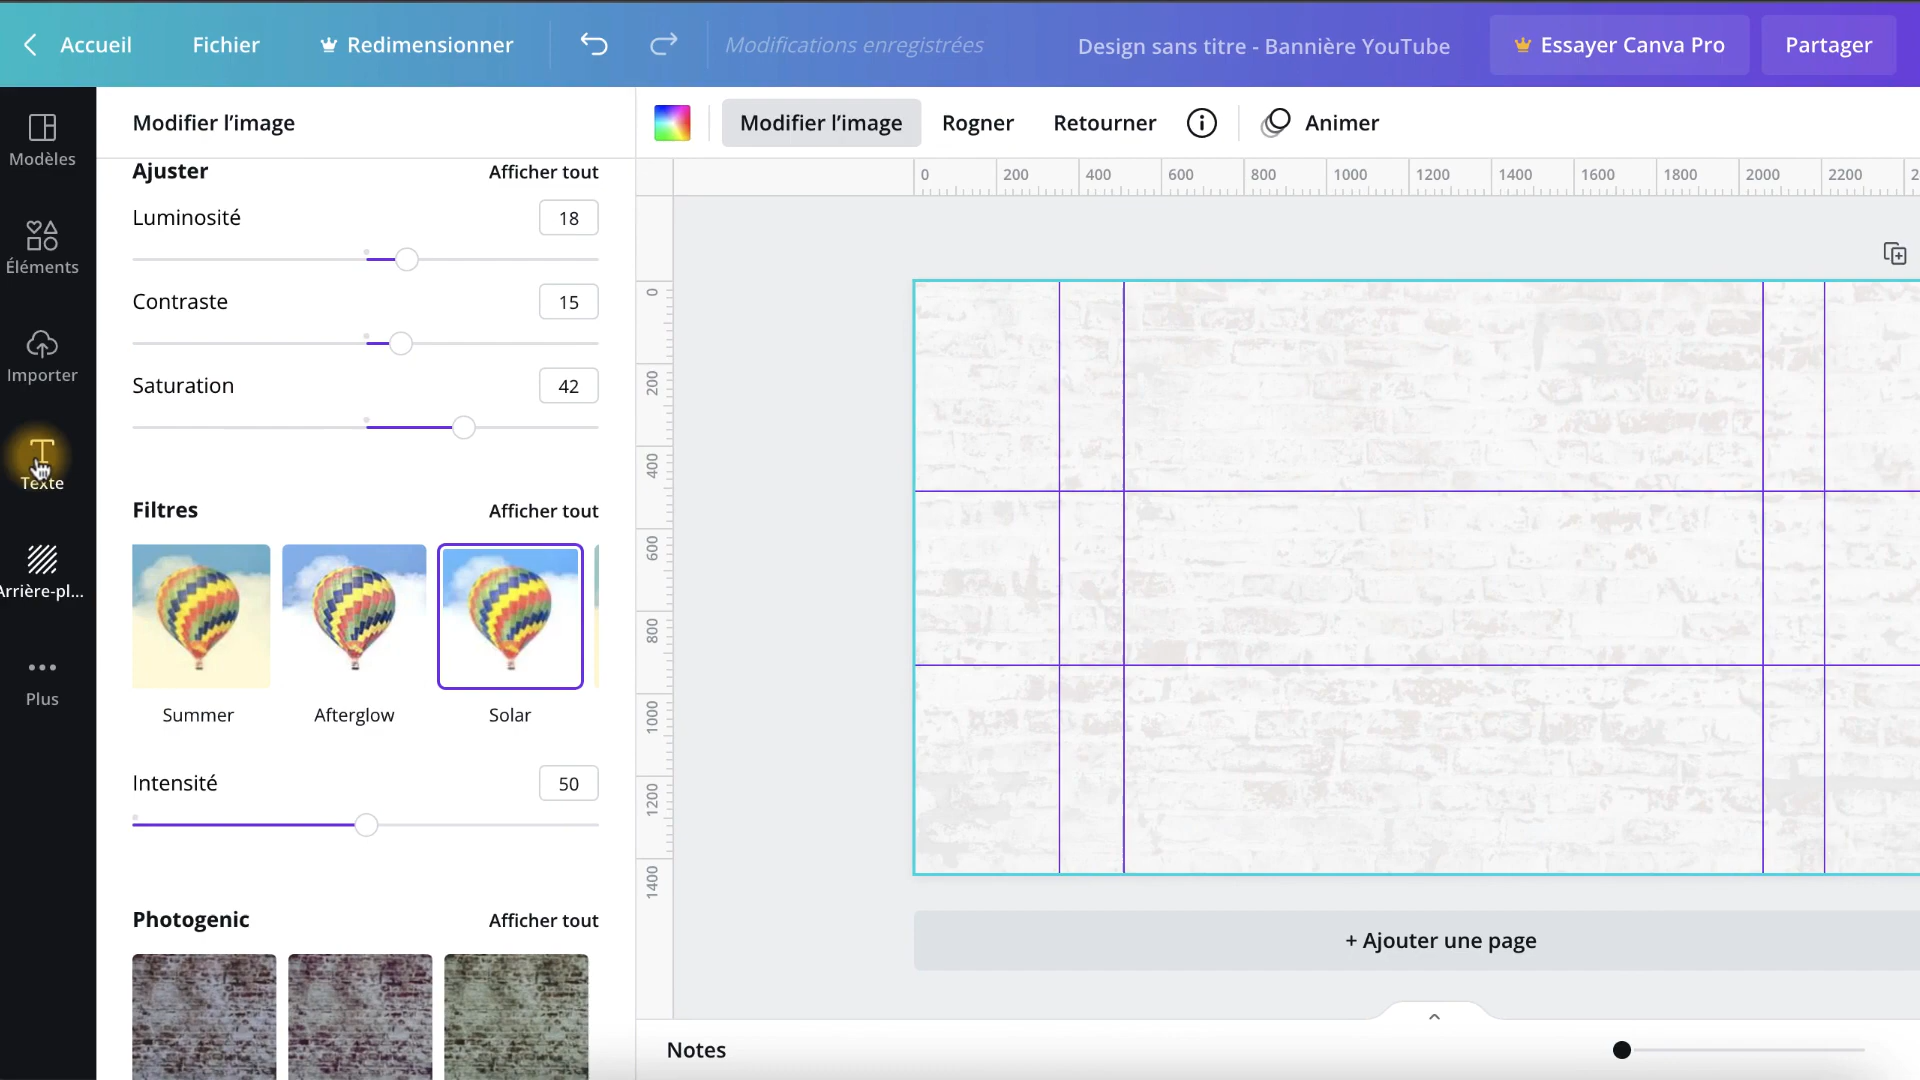 Accueil
Fichier
Redimensionner
Modifications enregistrées
Design sans titre - Bannière YouTube
Essayer Canva Pro
Partager
Modèles
Éléments
Importer
Texte
Arrière-pl...
Plus
Modifier l’image
Ajuster
Afficher tout
Luminosité
18
Contraste
15
Saturation
42
Filtres
Afficher tout
Summer
Afterglow
Solar
Intensité
50
Photogenic
Afficher tout
Modifier l’image
Rogner
Retourner
Animer
0 200 400 600 800 1000 1200 1400 1600 1800 2000 2200
0
200
400
600
800
1000
1200
1400
+ Ajouter une page
Notes